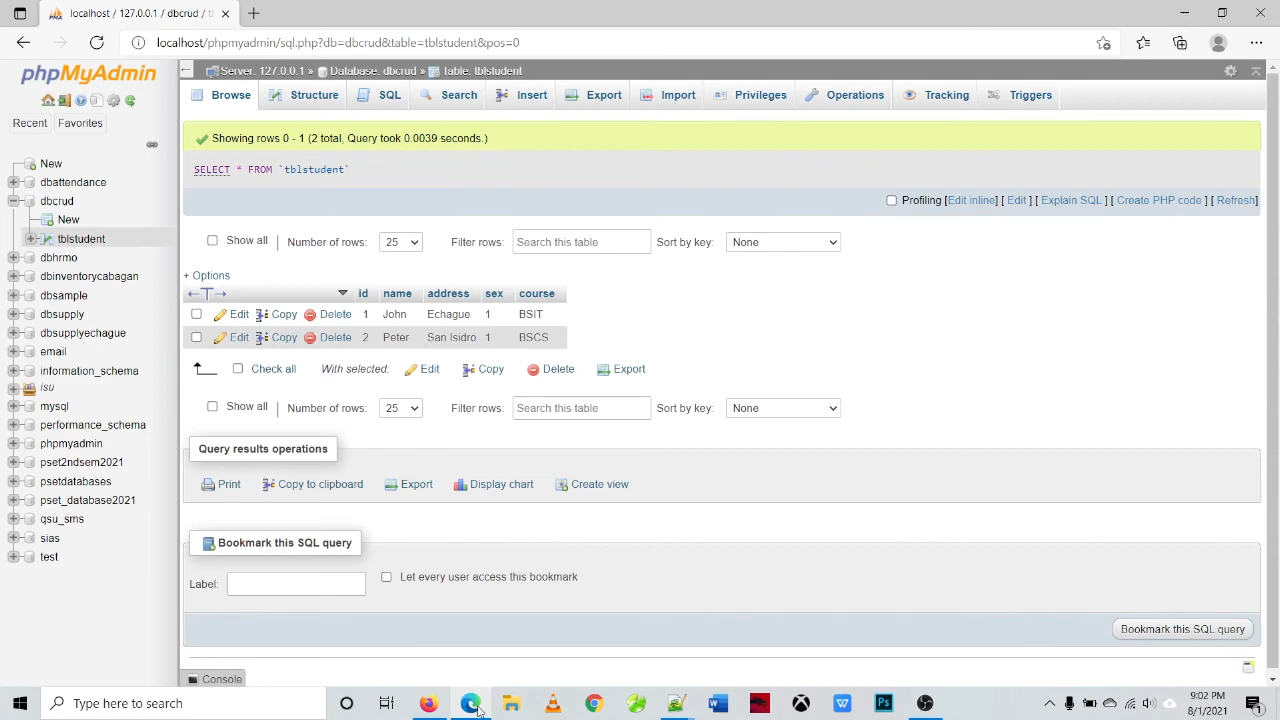 localhost / 127.0.0.1 / dbcrud / t
localhost/phpmyadmin/sql.php?db=dbcrud&table=tblstudent&pos=0
phpMyAdmin
Recent Favorites
New
dbattendance
dbcrud
New
tblstudent
dbhrmo
dbinventorycabagan
dbsample
dbsupply
dbsupplyechague
email
information_schema
isu
mysql
performance_schema
phpmyadmin
pset2ndsem2021
psetdatabases
pset_database2021
qsu_sms
sias
test
Server: 127.0.0.1 » Database: dbcrud » Table: tblstudent
Browse Structure SQL Search Insert Export Import Privileges Operations Tracking Triggers
Showing rows 0 - 1 (2 total, Query took 0.0039 seconds.)
SELECT * FROM `tblstudent`
Profiling [Edit inline] [ Edit ] [ Explain SQL ] [ Create PHP code ] [ Refresh]
Show all | Number of rows: 25 Filter rows: Search this table Sort by key: None
+ Options
←T→ id name address sex course
Edit Copy Delete 1 John Echague 1 BSIT
Edit Copy Delete 2 Peter San Isidro 1 BSCS
Check all With selected: Edit Copy Delete Export
Show all | Number of rows: 25 Filter rows: Search this table Sort by key: None
Query results operations
Print Copy to clipboard Export Display chart Create view
Bookmark this SQL query
Label: Let every user access this bookmark
Bookmark this SQL query
Console
Type here to search
9:02 PM
8/1/2021